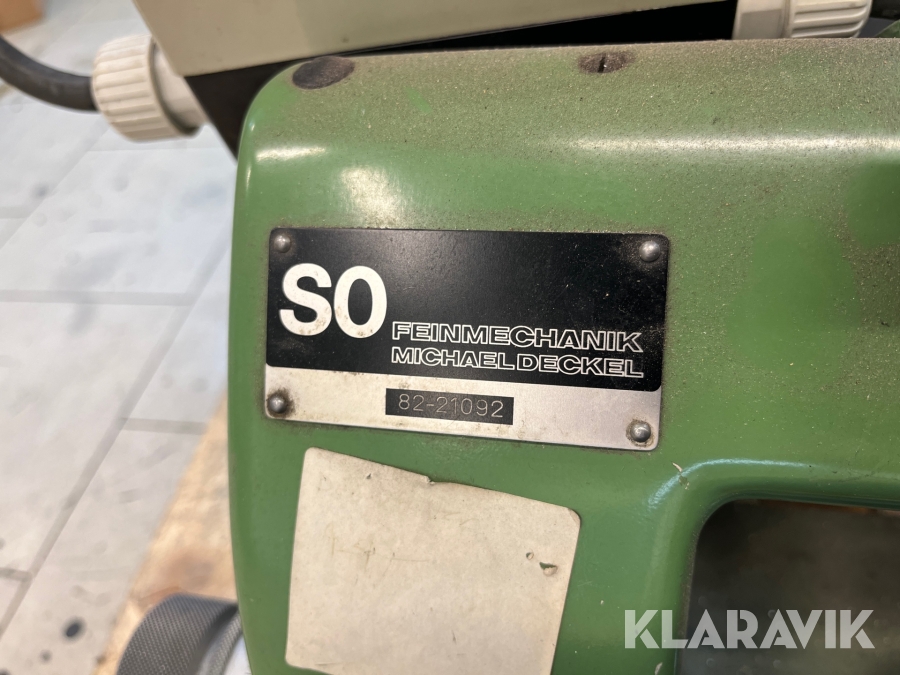 SO
FEINMECHANIK
MICHAEL DECKEL
82-21092
KLARAVIK